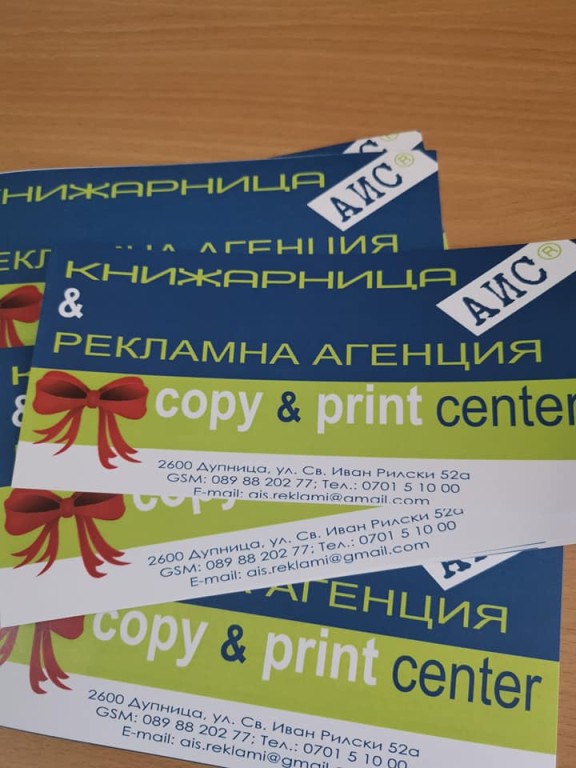 КНИЖАРНИЦА
АИС®
РЕКЛАМНА АГЕНЦИЯ
КНИЖАРНИЦА
АИС®
&
РЕКЛАМНА АГЕНЦИЯ
copy & print center
2600 Дупница, ул. Св. Иван Рилски 52а
GSM: 089 88 202 77; Тел.: 0701 5 10 00
E-mail: ais.reklami@gmail.com
copy
2600 Дупница, ул. Св. Иван Рилски 52а
GSM: 089 88 202 77; Тел.: 0701 5 10 00
E-mail: ais.reklami@gmail.com
АГЕНЦИЯ
copy & print center
2600 Дупница, ул. Св. Иван Рилски 52а
GSM: 089 88 202 77; Тел.: 0701 5 10 00
E-mail: ais.reklami@gmail.com